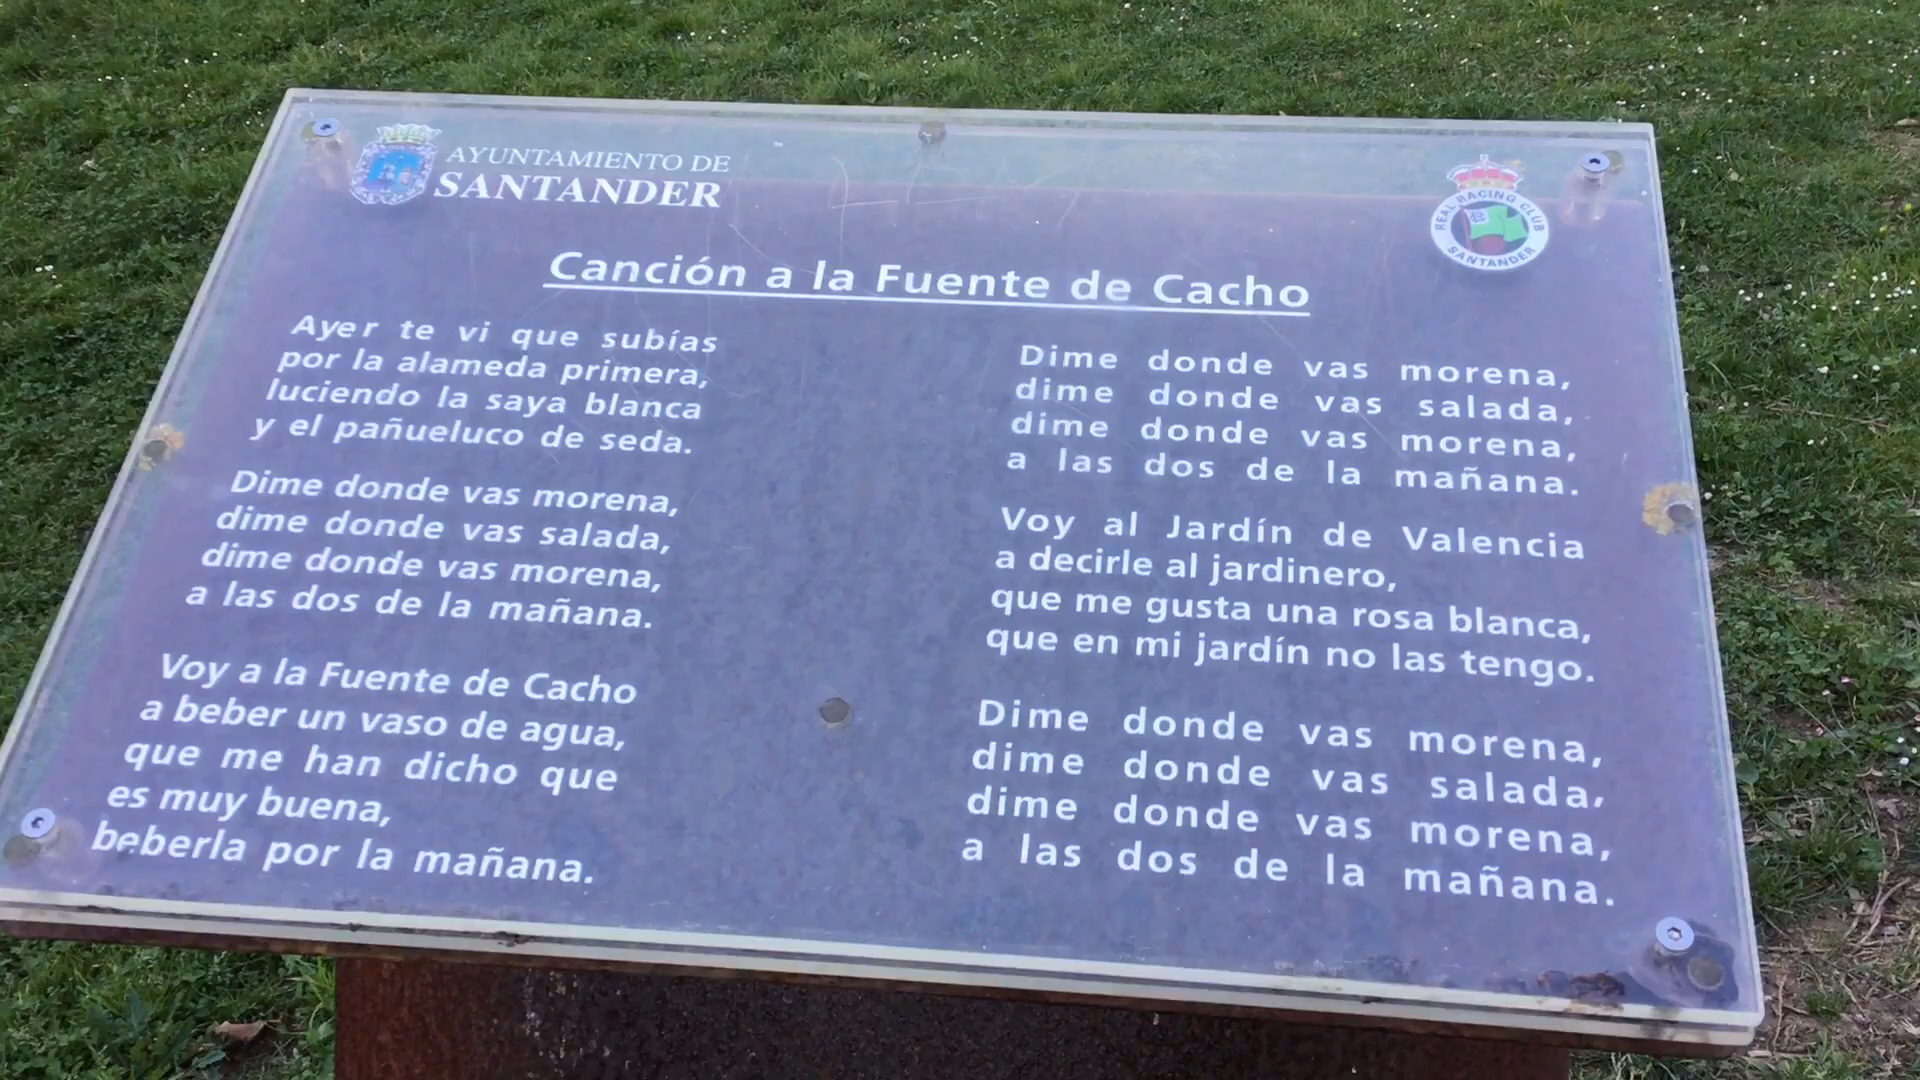 AYUNTAMIENTO DE
SANTANDER
REAL RACING CLUB
SANTANDER
Canción a la Fuente de Cacho
Ayer te vi que subías
por la alameda primera,
luciendo la saya blanca
y el pañueluco de seda.
Dime donde vas morena,
dime donde vas salada,
dime donde vas morena,
a las dos de la mañana.
Voy a la Fuente de Cacho
a beber un vaso de agua,
que me han dicho que
es muy buena,
beberla por la mañana.
Dime donde vas morena,
dime donde vas salada,
dime donde vas morena,
a las dos de la mañana.
Voy al Jardín de Valencia
a decirle al jardinero,
que me gusta una rosa blanca,
que en mi jardín no las tengo.
Dime donde vas morena,
dime donde vas salada,
dime donde vas morena,
a las dos de la mañana.